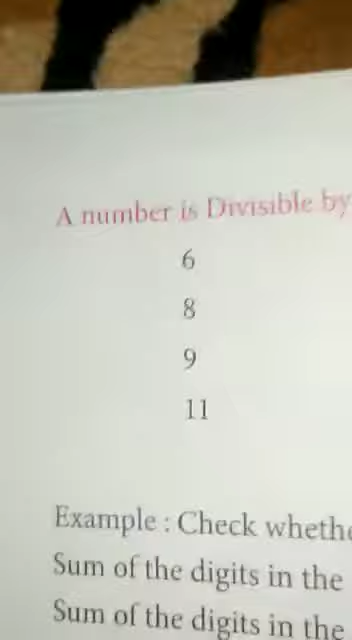 A number is Divisible by
6
8
9
11
Example : Check
Sum of the digits in the
Sum of the digits in the